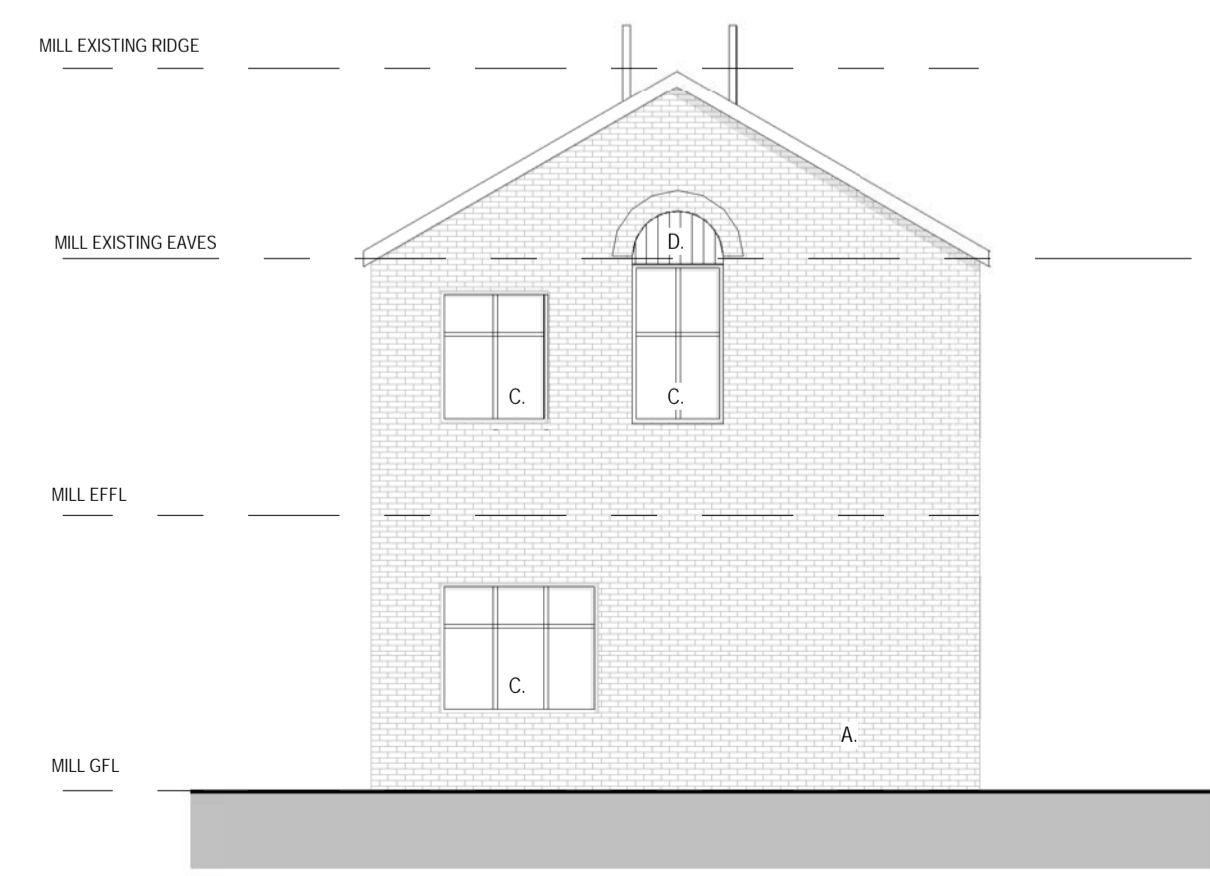 MILL EXISTING RIDGE
MILL EXISTING EAVES
D.
C.
C.
MILL EFFL
C.
A.
MILL GFL